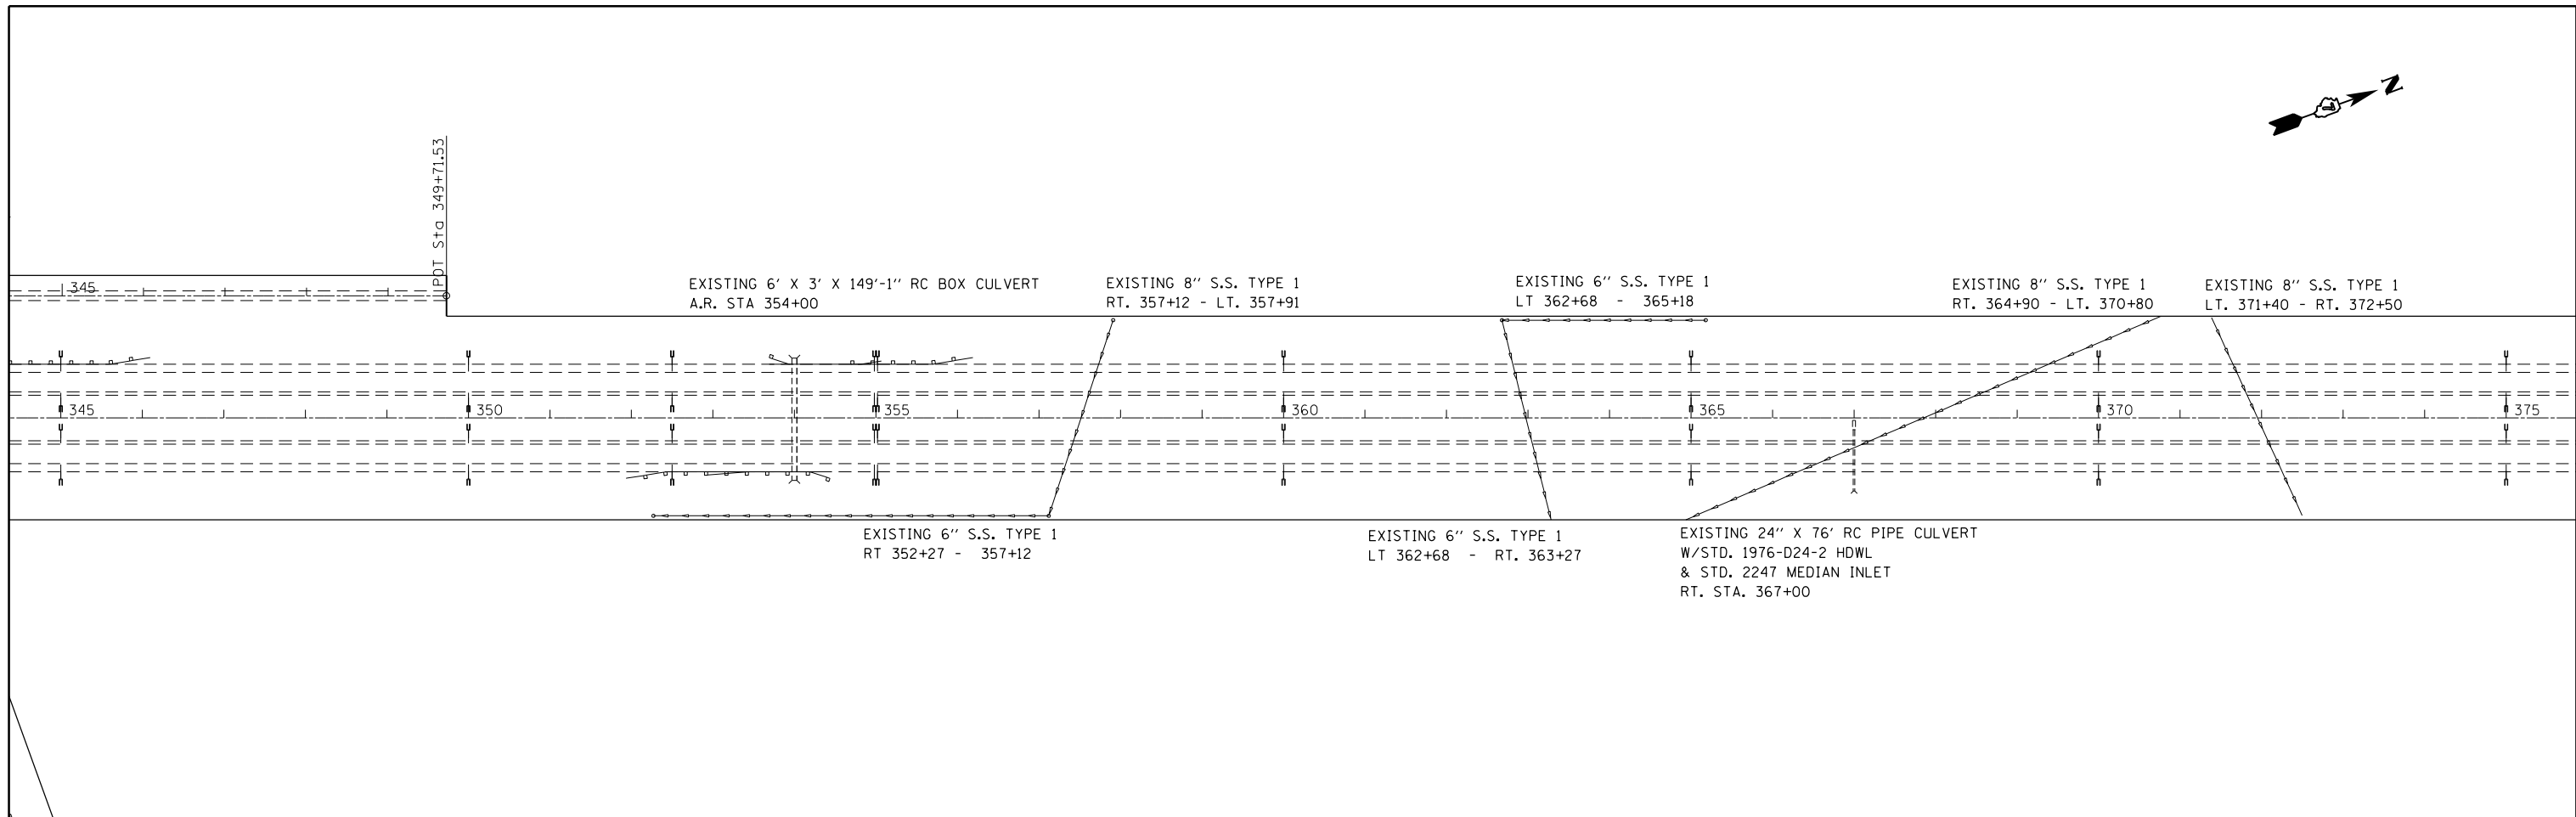 N
POT Sta 349+71.53
345
EXISTING 6' X 3' X 149'-1" RC BOX CULVERT
A.R. STA 354+00
EXISTING 8" S.S. TYPE 1
RT. 357+12 - LT. 357+91
EXISTING 6" S.S. TYPE 1
LT 362+68 - 365+18
EXISTING 8" S.S. TYPE 1
RT. 364+90 - LT. 370+80
EXISTING 8" S.S. TYPE 1
LT. 371+40 - RT. 372+50
345
350
355
360
365
370
375
EXISTING 6" S.S. TYPE 1
RT 352+27 - 357+12
EXISTING 6" S.S. TYPE 1
LT 362+68 - RT. 363+27
EXISTING 24" X 76' RC PIPE CULVERT
W/STD. 1976-D24-2 HDWL
& STD. 2247 MEDIAN INLET
RT. STA. 367+00